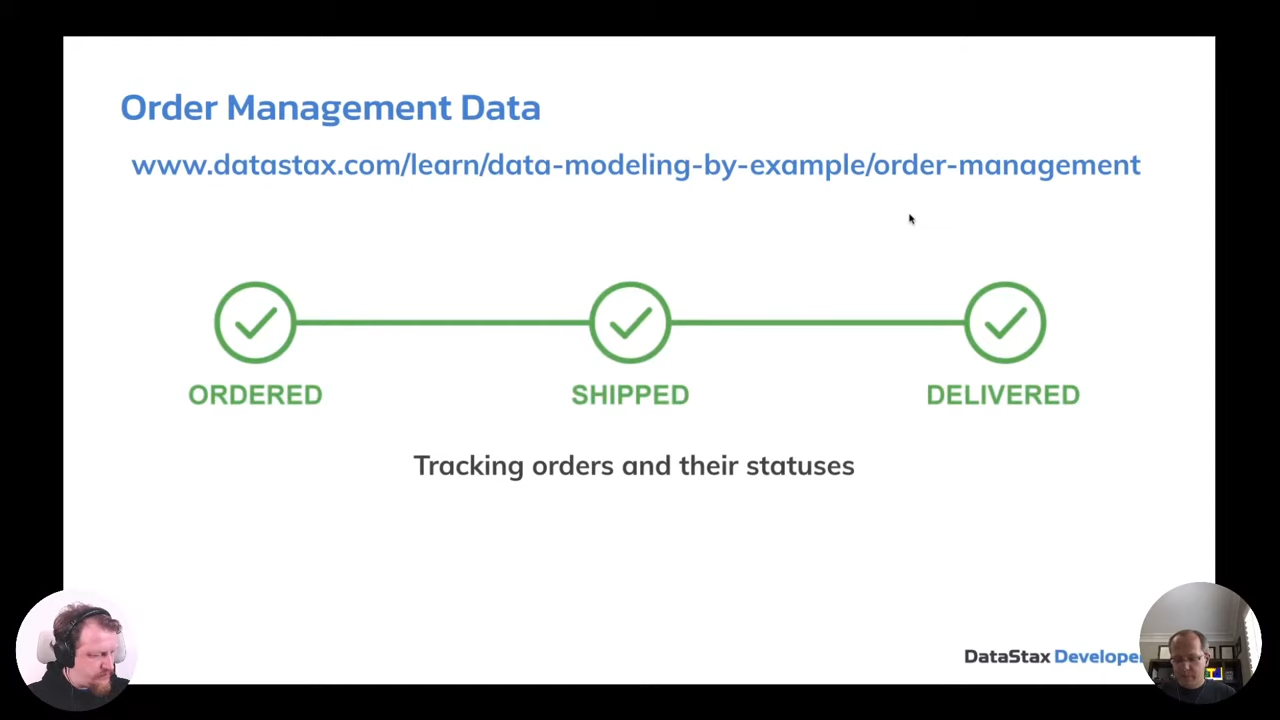 Order Management Data
www.datastax.com/learn/data-modeling-by-example/order-management
ORDERED
SHIPPED
DELIVERED
Tracking orders and their statuses
DataStax Develope